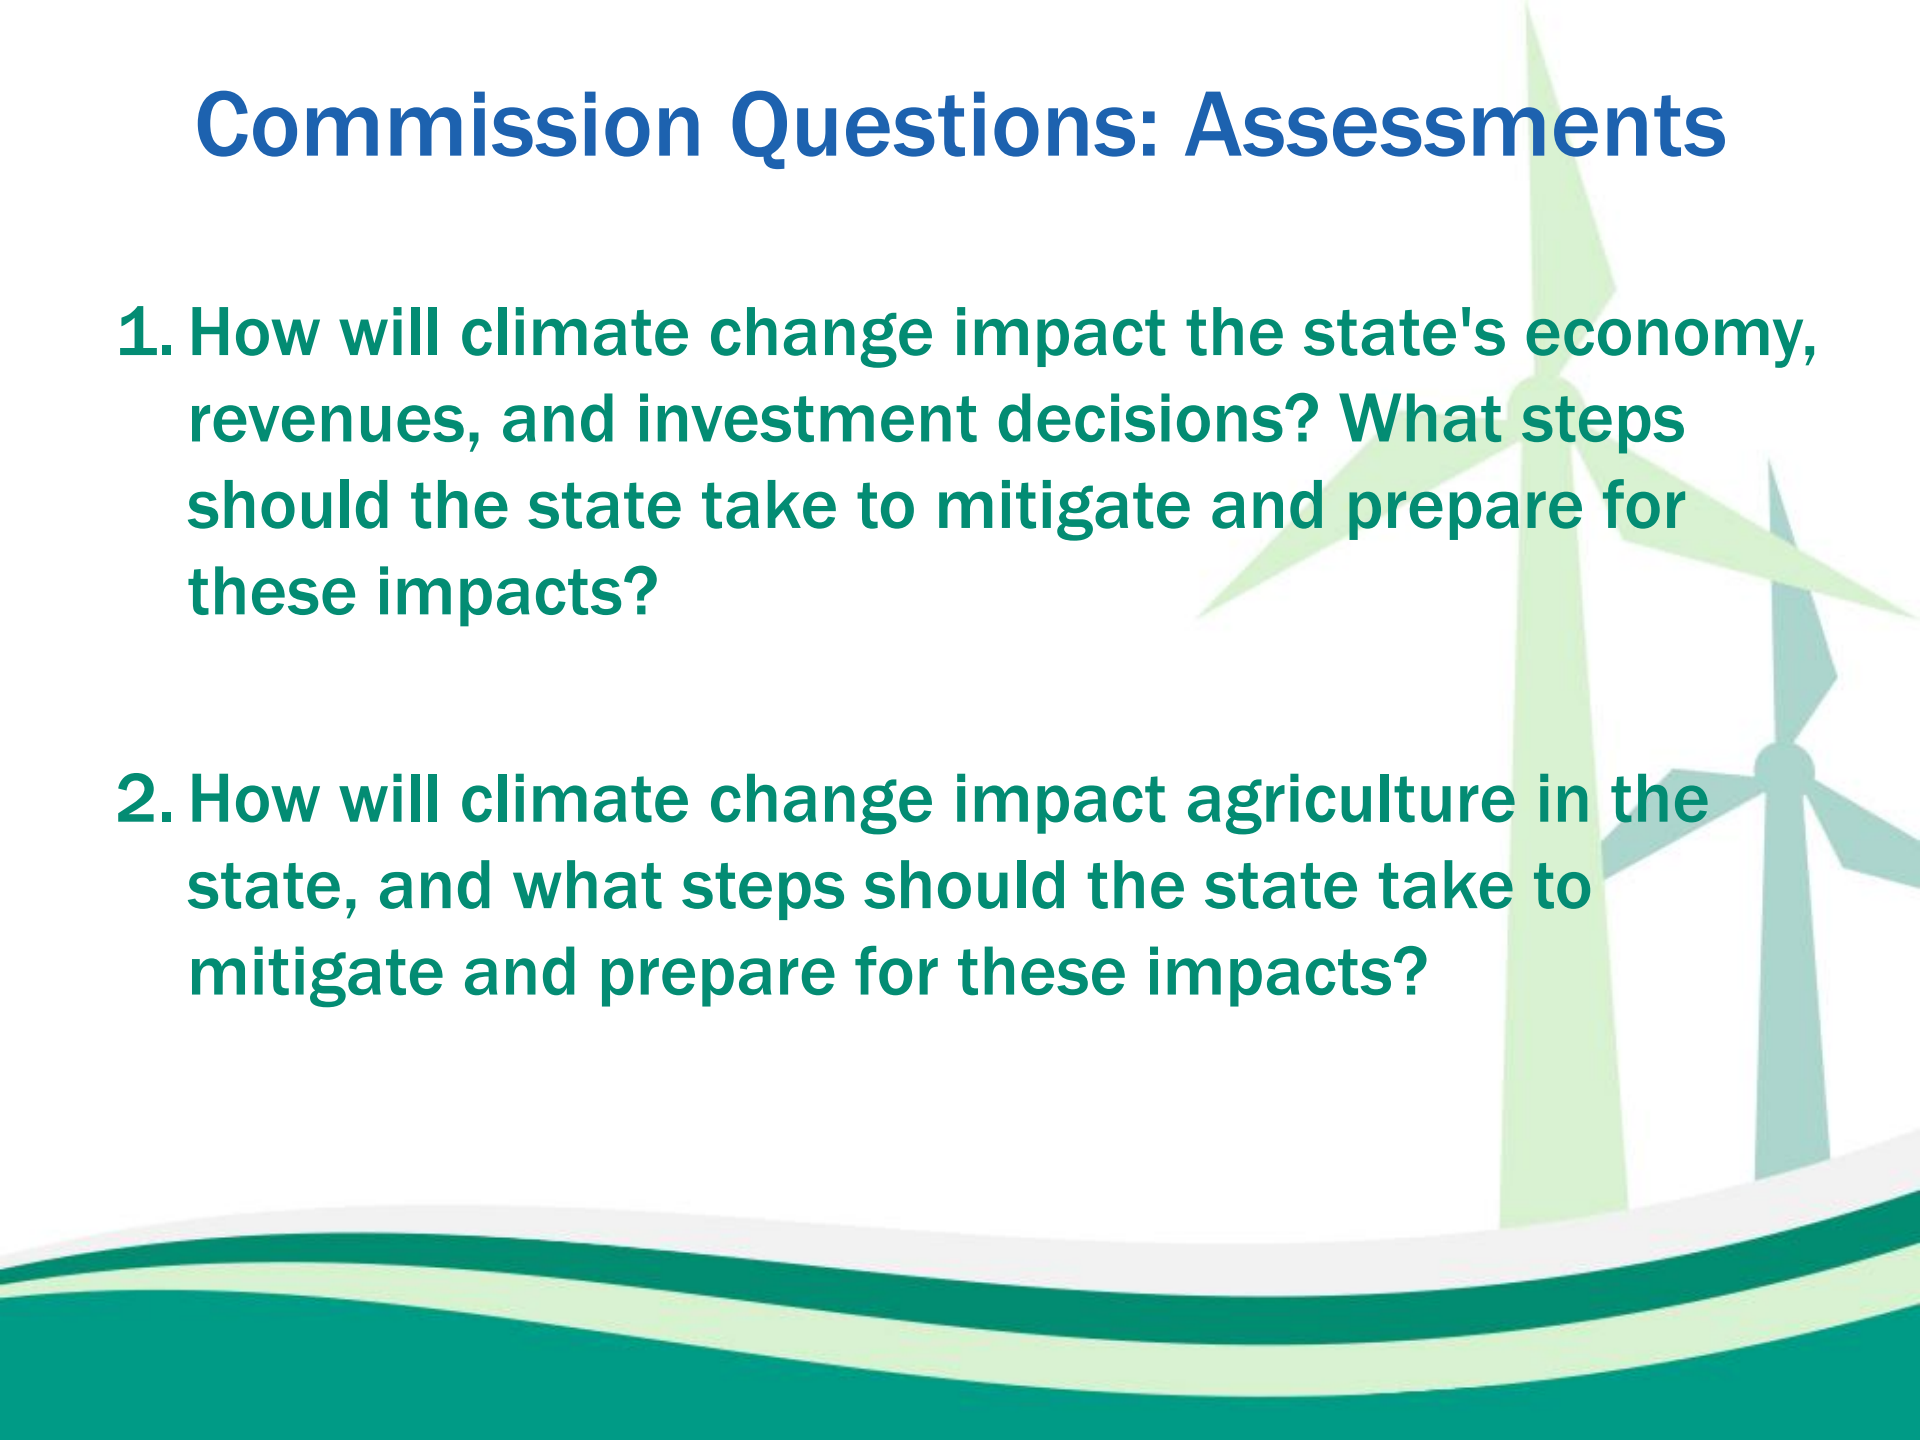 Commission Questions: Assessments
1. How will climate change impact the state's economy,
revenues, and investment decisions? What steps
should the state take to mitigate and prepare for
these impacts?
2. How will climate change impact agriculture in the
state, and what steps should the state take to
mitigate and prepare for these impacts?